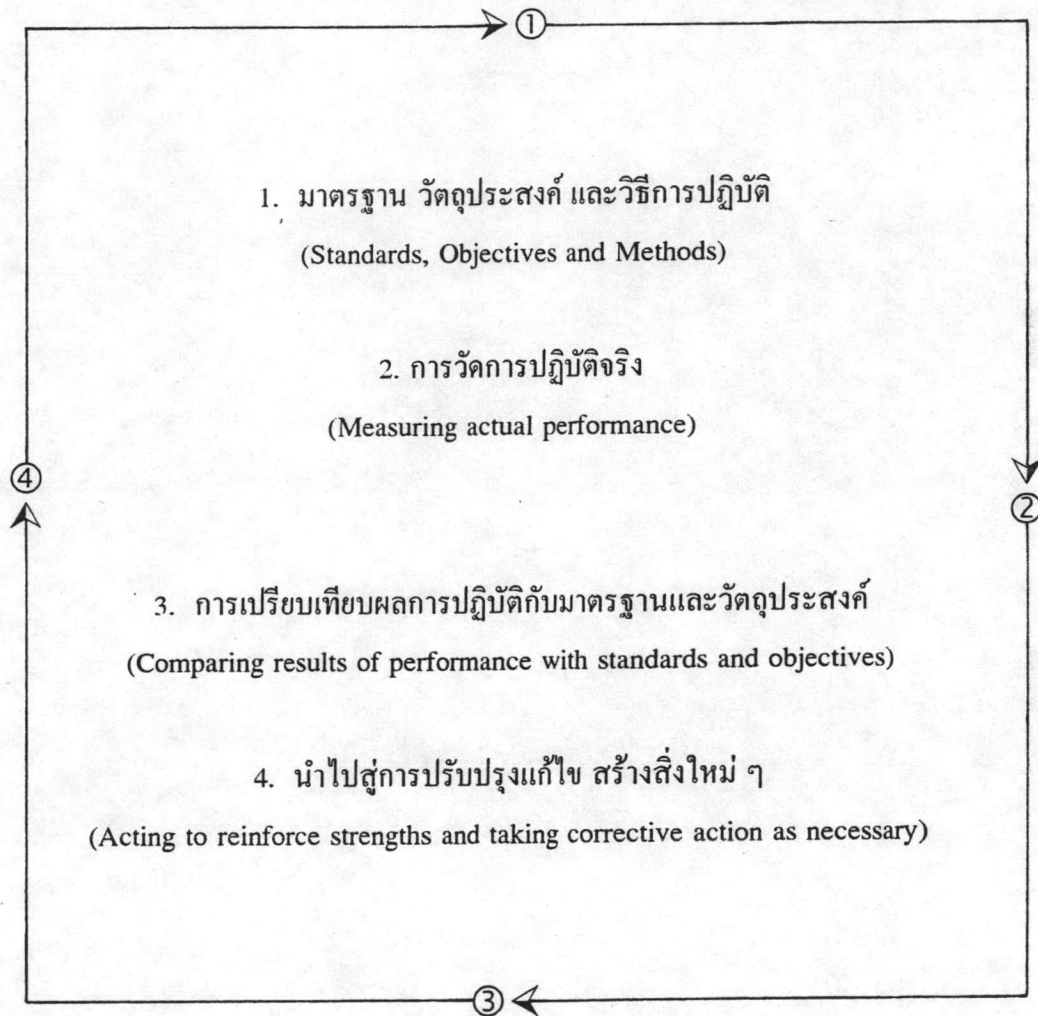 ①
1. มาตรฐาน วัตถุประสงค์ และวิธีการปฏิบัติ
(Standards, Objectives and Methods)
2. การวัดการปฏิบัติจริง
(Measuring actual performance)
④
②
3. การเปรียบเทียบผลการปฏิบัติกับมาตรฐานและวัตถุประสงค์
(Comparing results of performance with standards and objectives)
4. นำไปสู่การปรับปรุงแก้ไข สร้างสิ่งใหม่ ๆ
(Acting to reinforce strengths and taking corrective action as necessary)
③